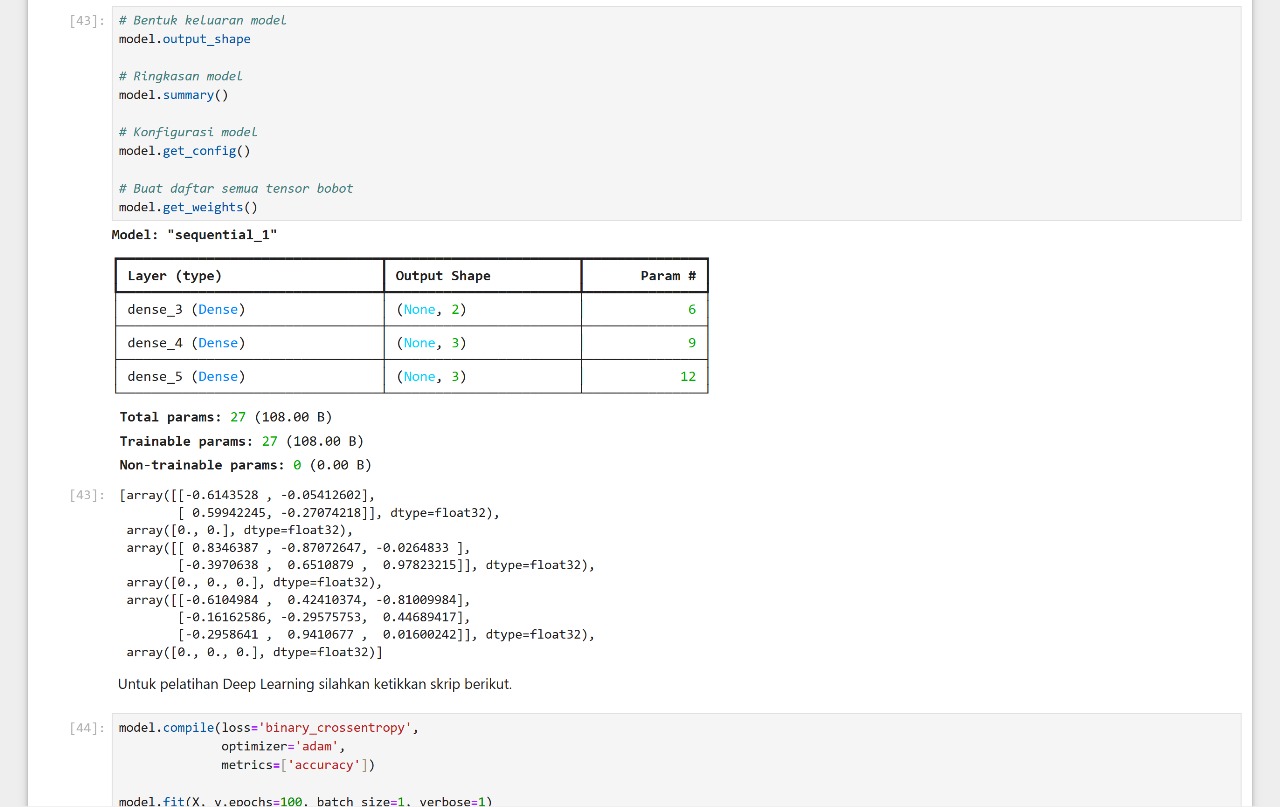 [43]: # Bentuk keluaran model
model.output_shape
# Ringkasan model
model.summary()
# Konfigurasi model
model.get_config()
# Buat daftar semua tensor bobot
model.get_weights()
Model: "sequential_1"
Layer (type) Output Shape Param #
dense_3 (Dense) (None, 2) 6
dense_4 (Dense) (None, 3) 9
dense_5 (Dense) (None, 3) 12
Total params: 27 (108.00 B)
Trainable params: 27 (108.00 B)
Non-trainable params: 0 (0.00 B)
[43]: [array([[-0.6143528 , -0.05412602],
[ 0.59942245, -0.27074218]], dtype=float32),
array([0., 0.], dtype=float32),
array([[ 0.8346387 , -0.87072647, -0.0264833 ],
[-0.3970638 , 0.6510879 , 0.97823215]], dtype=float32),
array([0., 0., 0.], dtype=float32),
array([[-0.6104984 , 0.42410374, -0.81009984],
[-0.16162586, -0.29575753, 0.44689417],
[-0.2958641 , 0.9410677 , 0.01600242]], dtype=float32),
array([0., 0., 0.], dtype=float32)]
Untuk pelatihan Deep Learning silahkan ketikkan skrip berikut.
[44]: model.compile(loss='binary_crossentropy',
optimizer='adam',
metrics=['accuracy'])
model.fit(X, y,epochs=100, batch_size=1, verbose=1)